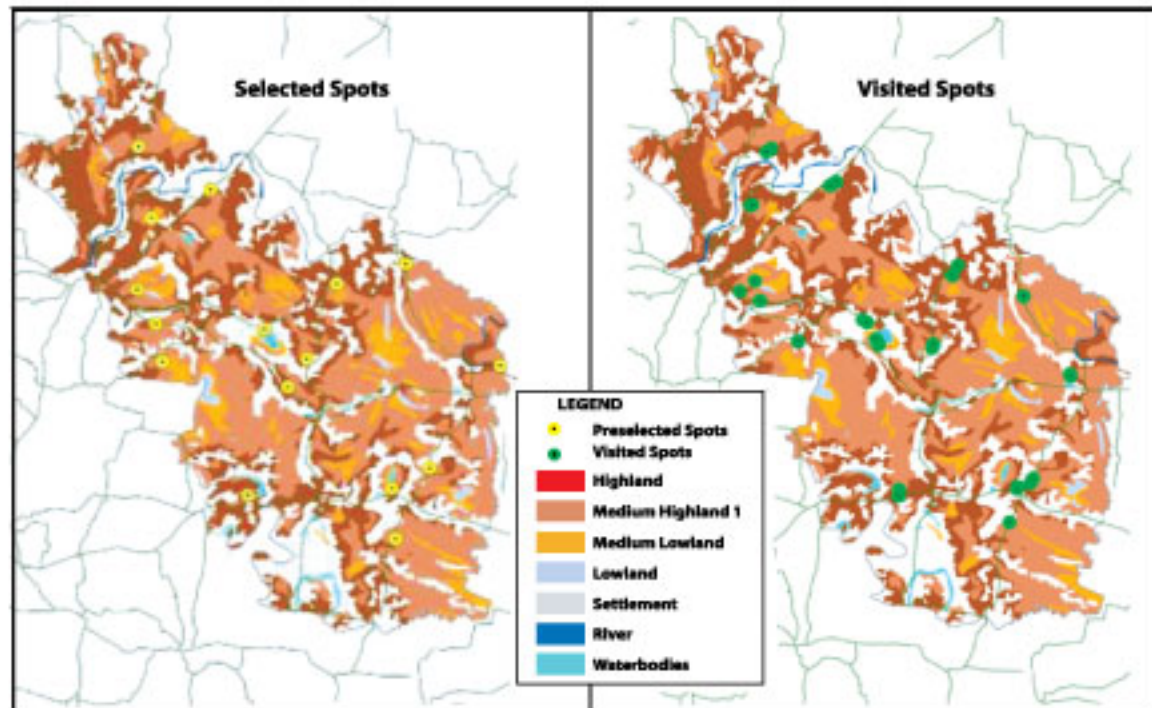 Selected Spots
Visited Spots
LEGEND
Preselected Spots
Visited Spots
Highland
Medium Highland 1
Medium Lowland
Lowland
Settlement
River
Waterbodies